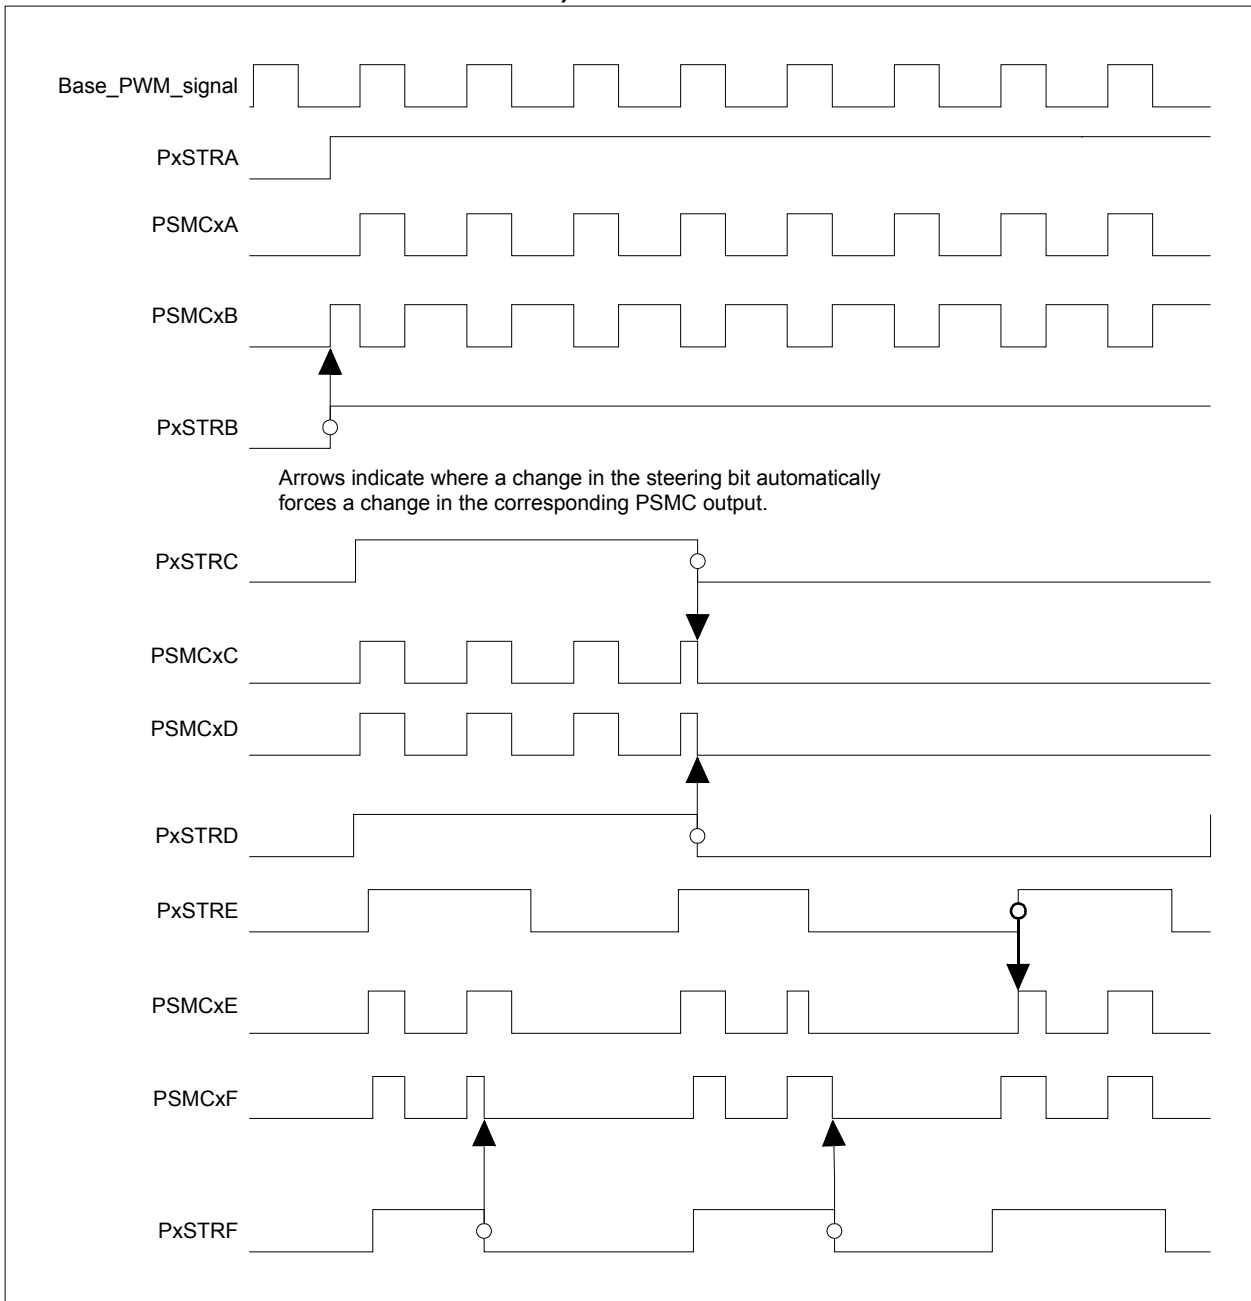 Base_PWM_signal
PxSTRA
PSMCxA
PSMCxB
PxSTRB
Arrows indicate where a change in the steering bit automatically
forces a change in the corresponding PSMC output.
PxSTRC
PSMCxC
PSMCxD
PxSTRD
PxSTRE
PSMCxE
PSMCxF
PxSTRF